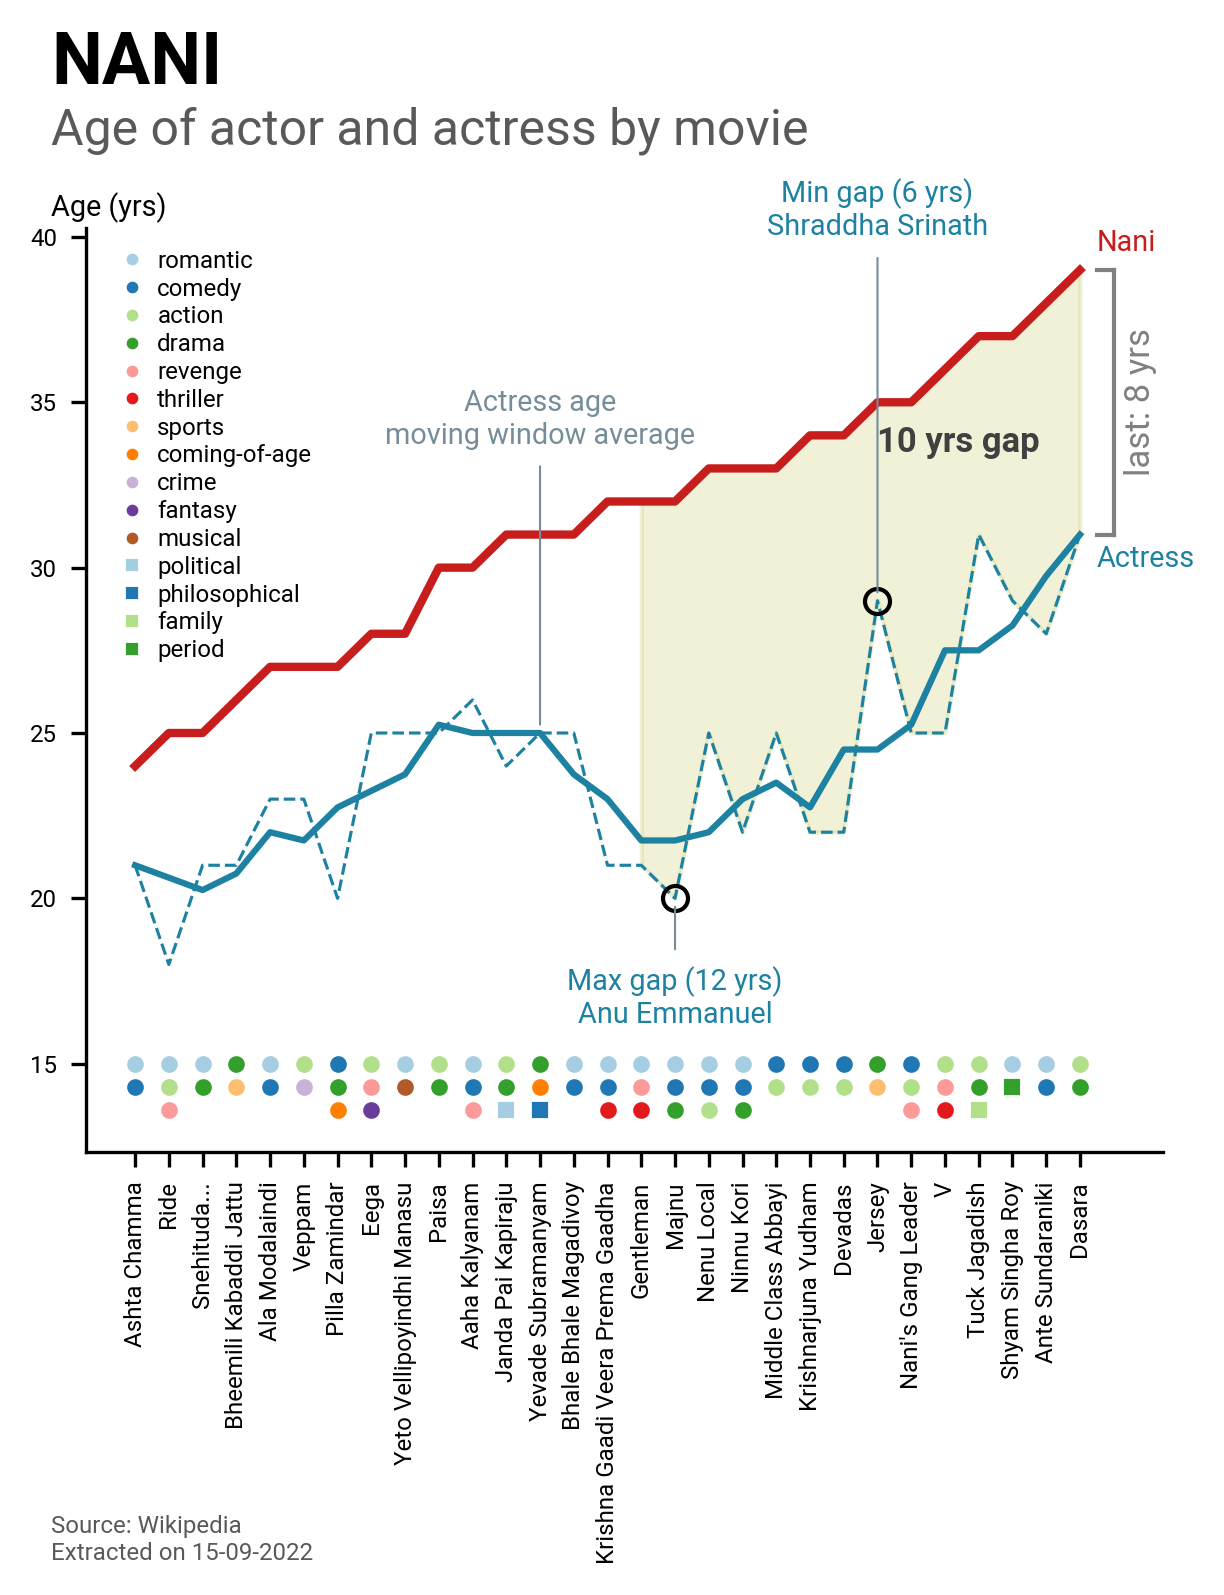 NANI
Age of actor and actress by movie
Min gap (6 yrs)
Shraddha Srinath
Age (yrs)
40
35
30
25
20
15
romantic
comedy
action
drama
revenge
thriller
sports
coming-of-age
crime
fantasy
musical
political
philosophical
family
period
Nani
Actress age
moving window average
10 yrs gap
last: 8 yrs
Actress
Max gap (12 yrs)
Anu Emmanuel
Ashta Chamma
Ride
Snehituda...
Bheemili Kabaddi Jattu
Ala Modalaindi
Veppam
Pilla Zamindar
Eega
Yeto Vellipoyindhi Manasu
Paisa
Aaha Kalyanam
Janda Pai Kapiraju
Yevade Subramanyam
Bhale Bhale Magadivoy
Krishna Gaadi Veera Prema Gaadha
Gentleman
Majnu
Nenu Local
Ninnu Kori
Middle Class Abbayi
Krishnarjuna Yudham
Devadas
Jersey
Nani's Gang Leader
V
Tuck Jagadish
Shyam Singha Roy
Ante Sundaraniki
Dasara
Source: Wikipedia
Extracted on 15-09-2022